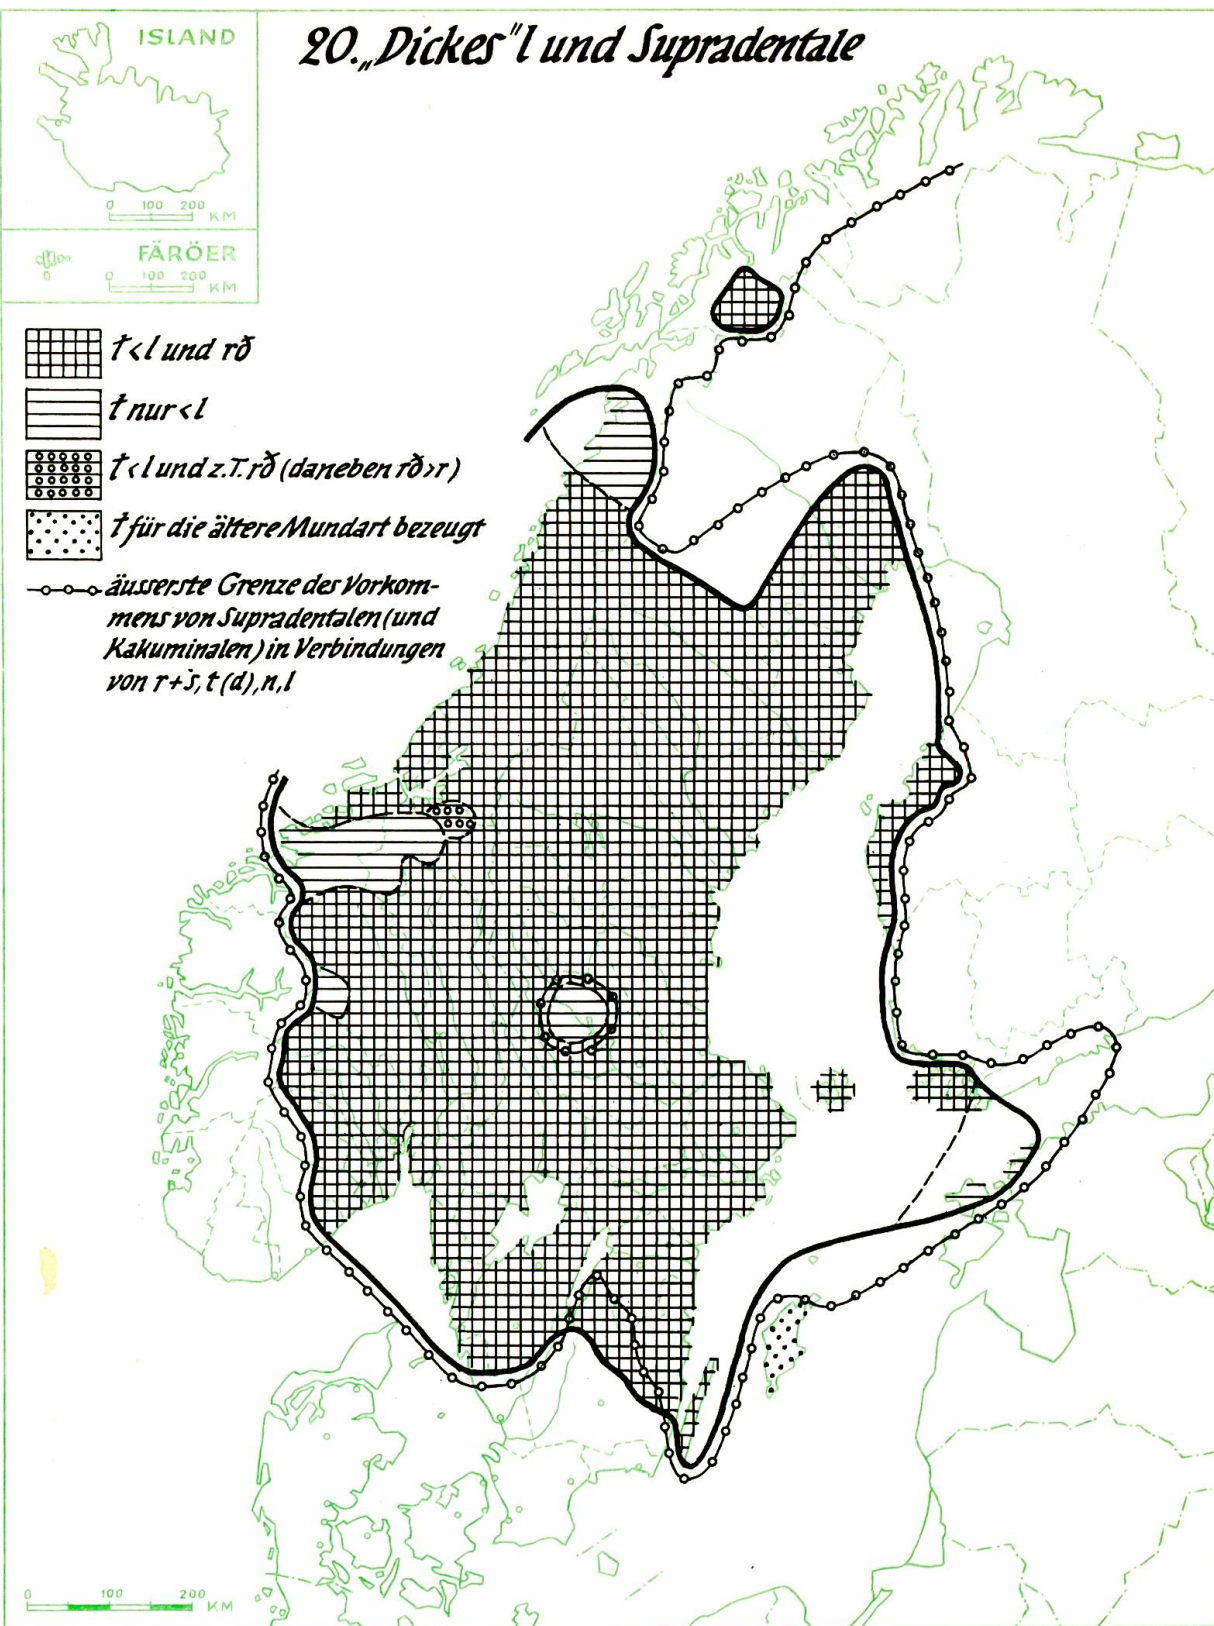 20. „Dickes" l und Supradentale
ISLAND
0 100 200
KM
FÄRÖER
0 100 200
KM
ł < l und rð
ł nur < l
ł < l und z.T. rð (daneben rð > r)
ł für die ältere Mundart bezeugt
äusserste Grenze des Vorkom-
mens von Supradentalen (und
Kakuminalen) in Verbindungen
von r + s, t (d), n, l
0 100 200 KM